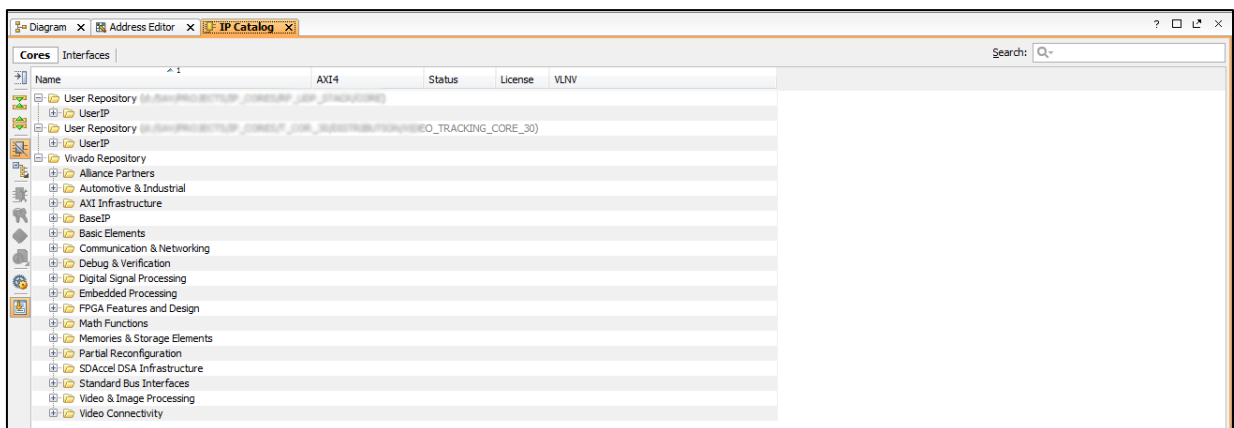 Diagram Address Editor IP Catalog ?
Cores Interfaces Search:
Name 1 AXI4 Status License VLNV
User Repository
UserIP
User Repository EO_TRACKING_CORE_30)
UserIP
Vivado Repository
Alliance Partners
Automotive & Industrial
AXI Infrastructure
BaseIP
Basic Elements
Communication & Networking
Debug & Verification
Digital Signal Processing
Embedded Processing
FPGA Features and Design
Math Functions
Memories & Storage Elements
Partial Reconfiguration
SDAccel DSA Infrastructure
Standard Bus Interfaces
Video & Image Processing
Video Connectivity